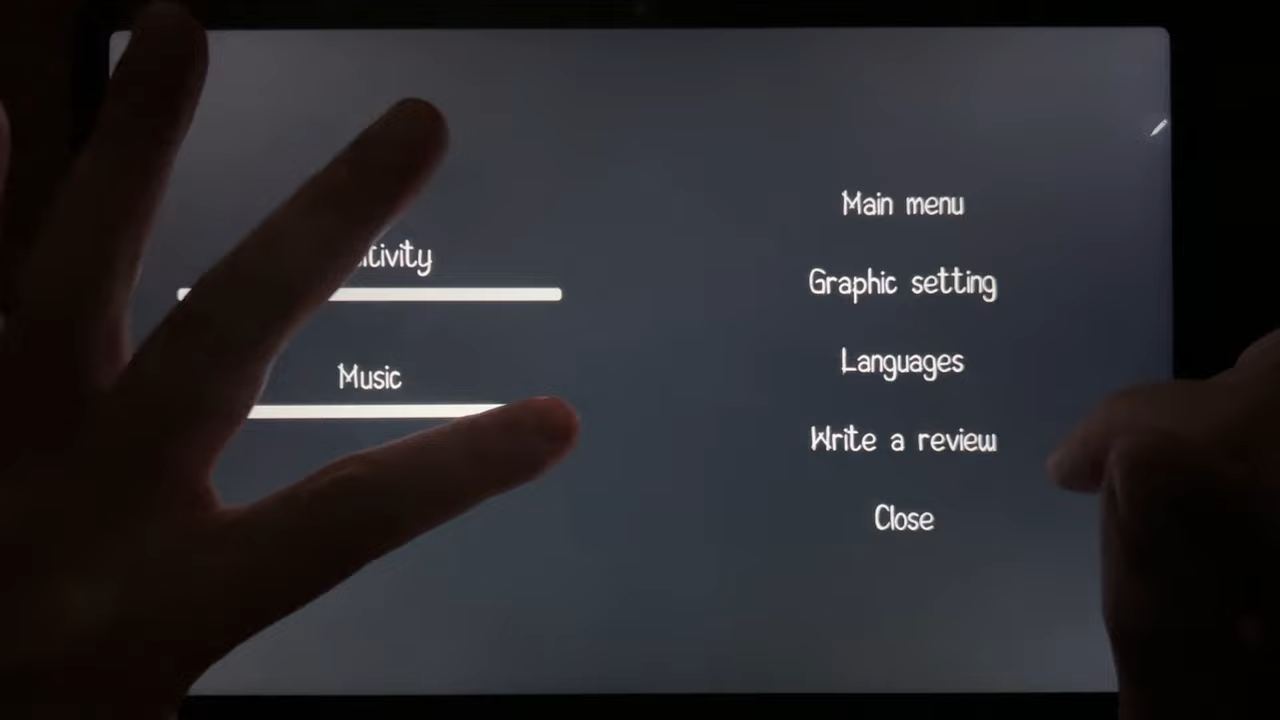 Music
Main menu
Graphic setting
Languages
Write a review
Close